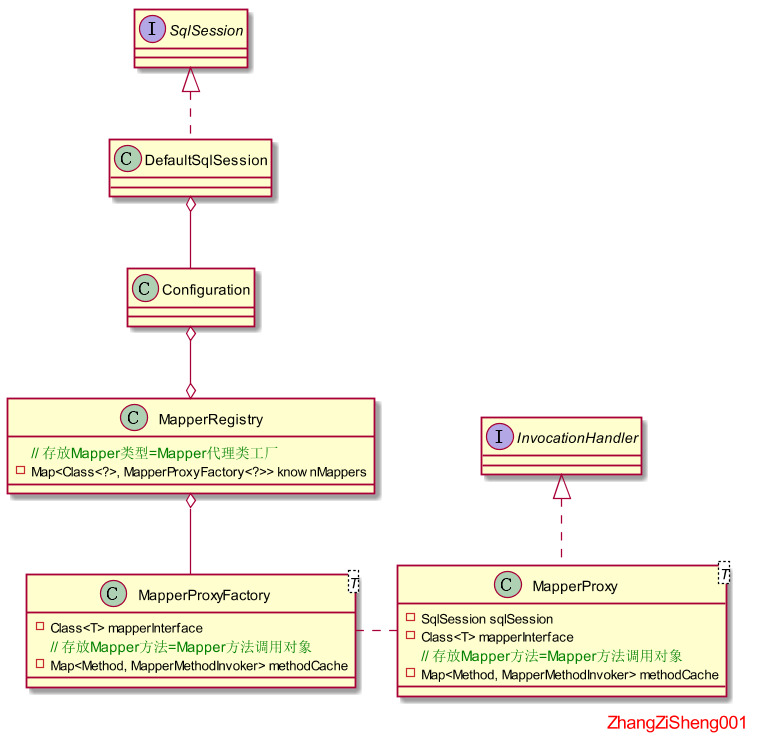 I SqlSession
C DefaultSqlSession
C Configuration
C MapperRegistry
// 存放Mapper类型=Mapper代理类工厂
Map<Class<?>, MapperProxyFactory<?>> knownMappers
I InvocationHandler
C MapperProxyFactory T
Class<T> mapperInterface
// 存放Mapper方法=Mapper方法调用对象
Map<Method, MapperMethodInvoker> methodCache
C MapperProxy T
SqlSession sqlSession
Class<T> mapperInterface
// 存放Mapper方法=Mapper方法调用对象
Map<Method, MapperMethodInvoker> methodCache
ZhangZiSheng001